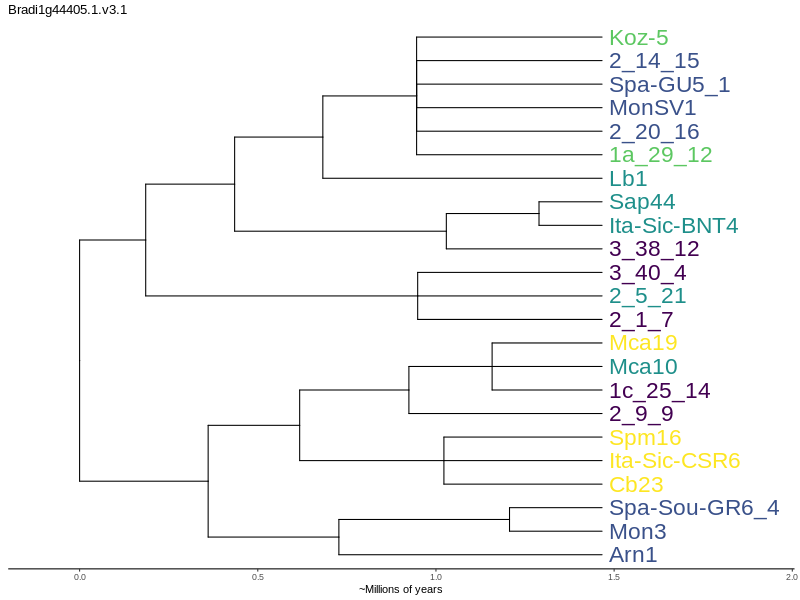 Bradi1g44405.1.v3.1
Koz-5
2_14_15
Spa-GU5_1
MonSV1
2_20_16
1a_29_12
Lb1
Sap44
Ita-Sic-BNT4
3_38_12
3_40_4
2_5_21
2_1_7
Mca19
Mca10
1c_25_14
2_9_9
Spm16
Ita-Sic-CSR6
Cb23
Spa-Sou-GR6_4
Mon3
Arn1
0.0 0.5 1.0 1.5 2.0
~Millions of years